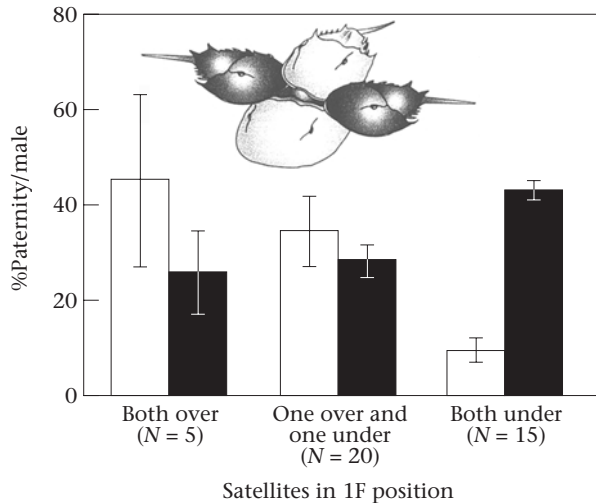 80
60
40
20
0
%Paternity/male
Both over
(N = 5)
One over and
one under
(N = 20)
Both under
(N = 15)
Satellites in 1F position